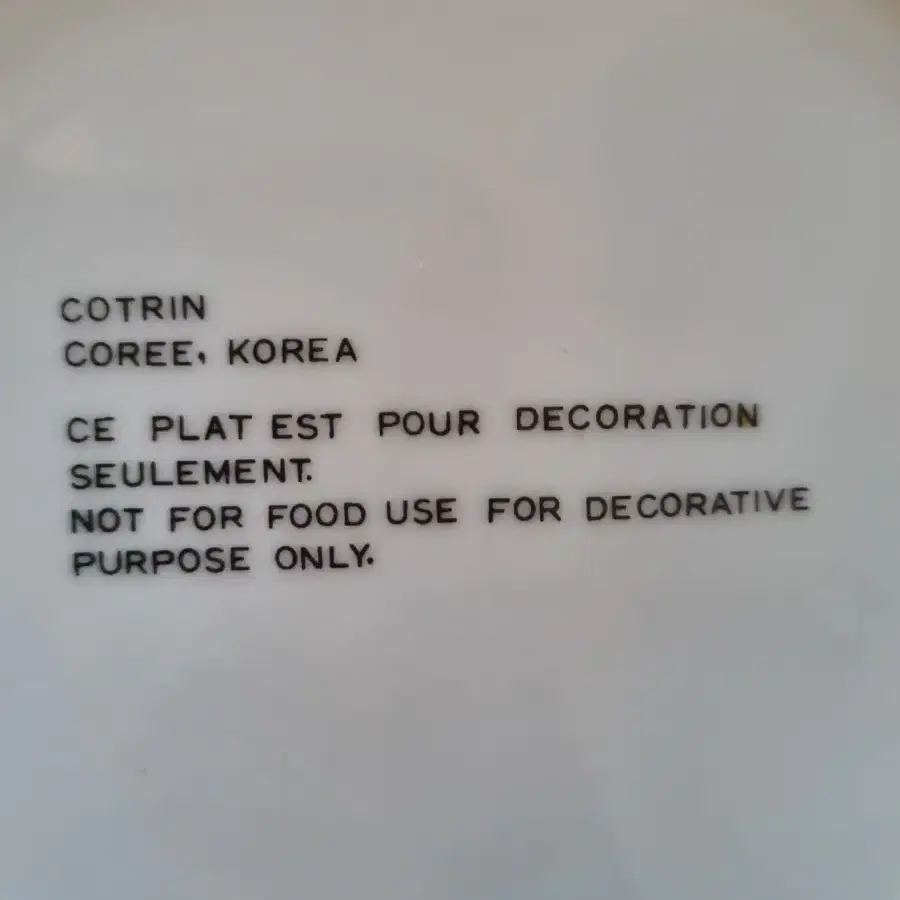 COTRIN
COREE, KOREA
CE PLAT EST POUR DECORATION
SEULEMENT.
NOT FOR FOOD USE FOR DECORATIVE
PURPOSE ONLY.